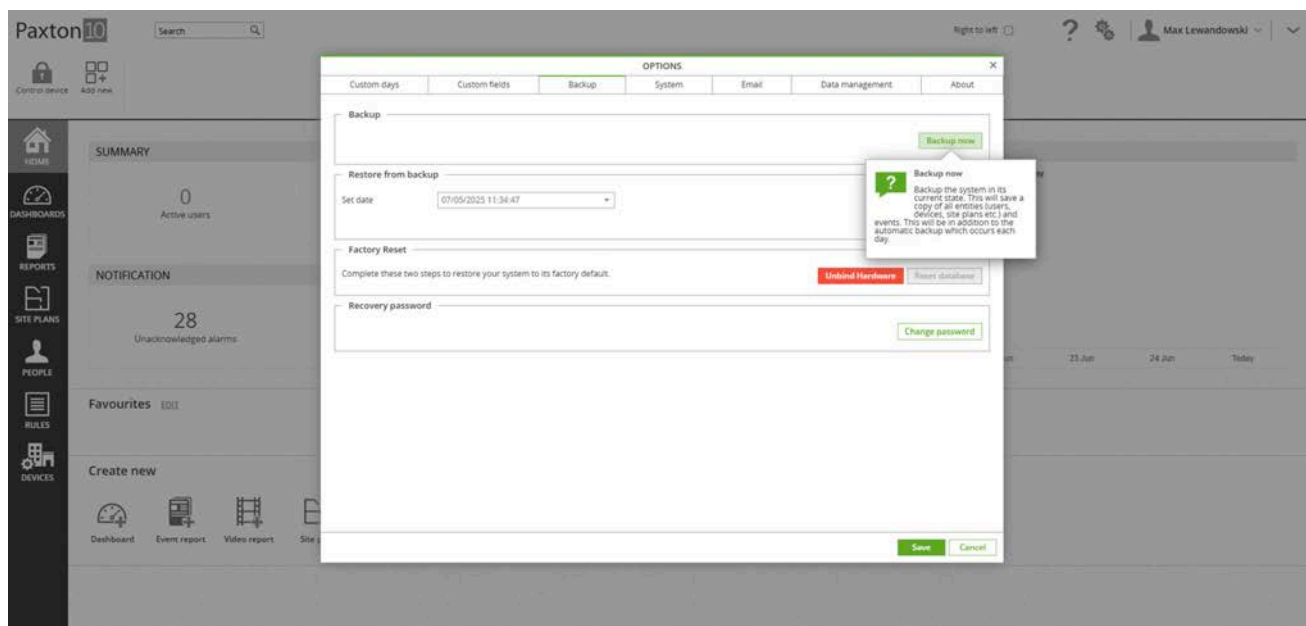 Paxton10
Search
Right to left
Max Lewandowski
Control device
Add new
OPTIONS
Custom days
Custom fields
Backup
System
Email
Data management
About
HOME
DASHBOARDS
REPORTS
SITE PLANS
PEOPLE
RULES
DEVICES
SUMMARY
0
Active users
NOTIFICATION
28
Unacknowledged alarms
Favourites EDIT
Create new
Dashboard
Event report
Video report
Backup
Backup now
Restore from backup
Set date
07/05/2025 11:34:47
?
Backup now
Backup the system in its
current state. This will save a
copy of all entities (users,
devices, site plans etc.) and
events. This will be in addition to the
automatic backup which occurs each
day.
Factory Reset
Complete these two steps to restore your system to its factory default.
Unbind Hardware
Reset database
Recovery password
Change password
23 Jun
24 Jun
Today
Save
Cancel